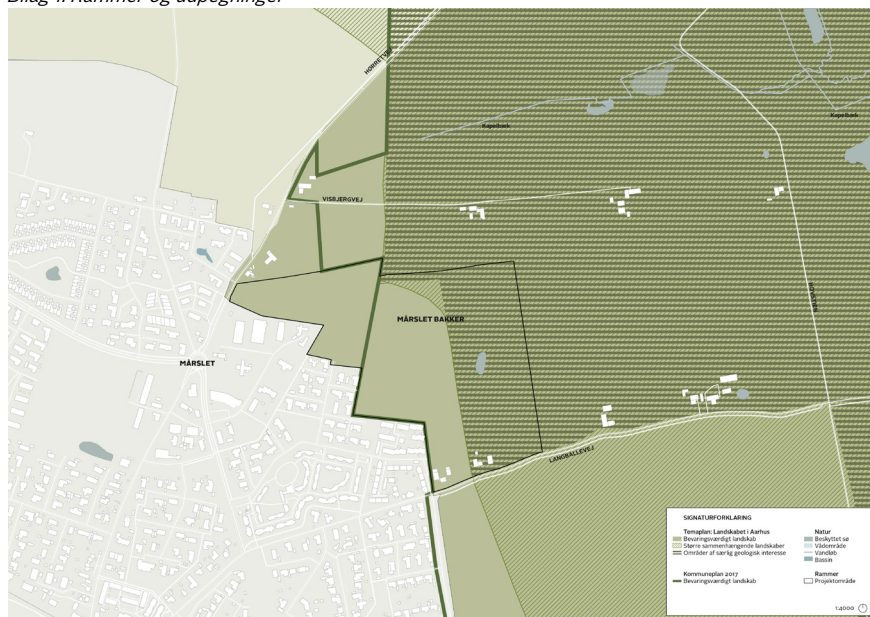 Bilag 1. Rammer og udpegninger
HØRRETVEJ
Kapelbæk
Kapelbæk
VISBJERGVEJ
MÅRSLET BAKKER
MÅRSLET
LANGBALLEVEJ
SIGNATURFORKLARING
Temaplan: Landskabet i Aarhus
Bevaringsværdigt landskab
Større sammenhængende landskaber
Områder af særlig geologisk interesse
Kommuneplan 2017
Bevaringsværdigt landskab
Natur
Beskyttet sø
Vådområde
Vandløb
Bassin
Rammer
Projektområde
1:4000